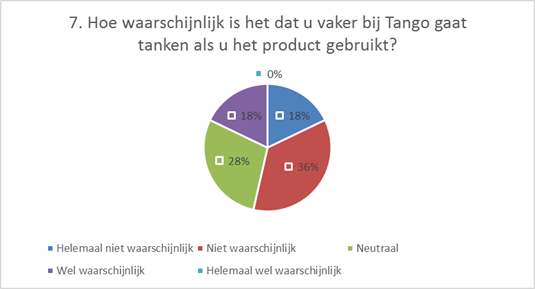 7. Hoe waarschijnlijk is het dat u vaker bij Tango gaat
tanken als u het product gebruikt?
0%
18% 18%
28% 36%
Helemaal niet waarschijnlijk Niet waarschijnlijk Neutraal
Wel waarschijnlijk Helemaal wel waarschijnlijk